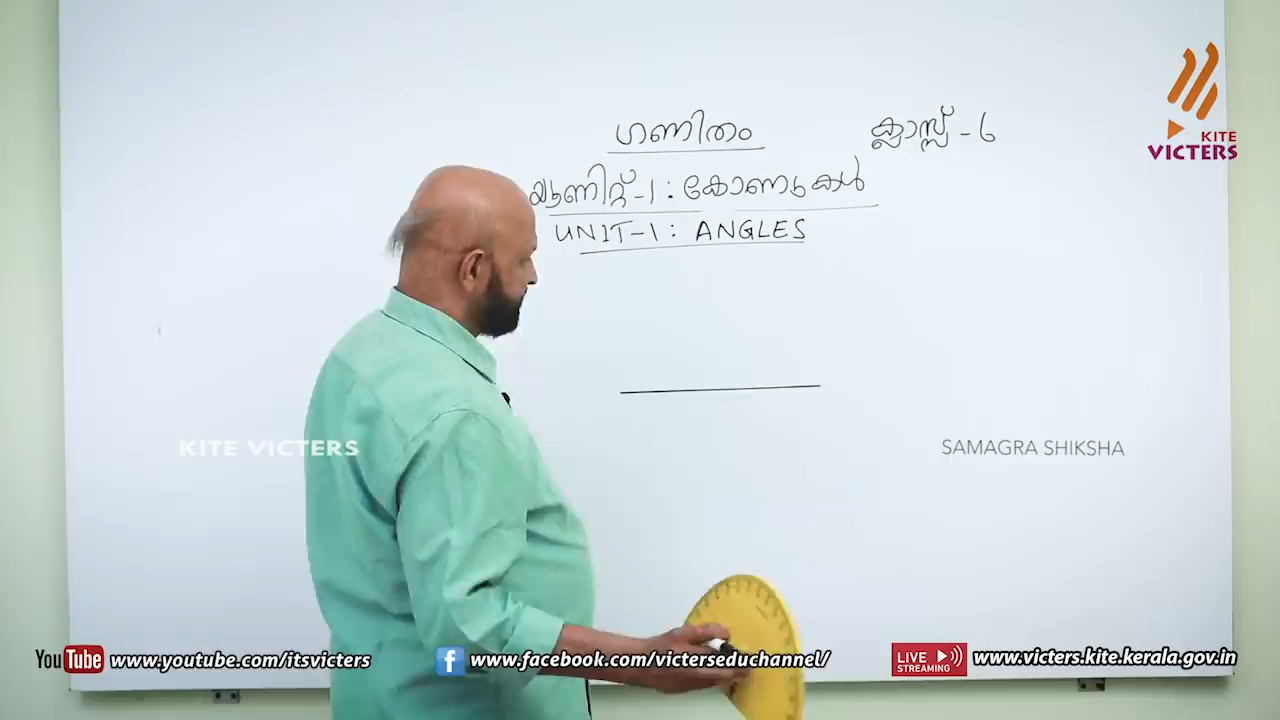 ഗണിതം ക്ലാസ്സ് - 6
യൂണിറ്റ് - 1 : കോണുകൾ
UNIT - 1 : ANGLES
KITE
VICTERS
KITE VICTERS
SAMAGRA SHIKSHA
YouTube www.youtube.com/itsvicters
f www.facebook.com/victerseduchannel/
LIVE STREAMING www.victers.kite.kerala.gov.in